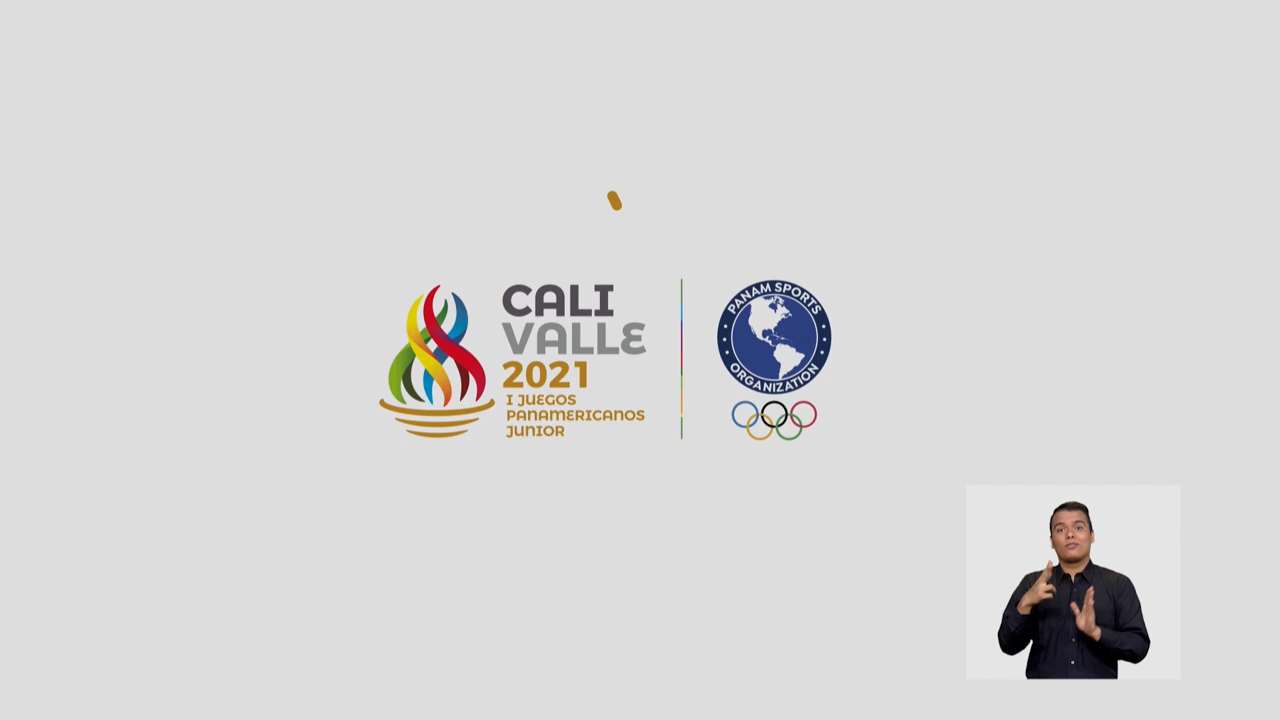 CALI
VALLE
2021
I JUEGOS
PANAMERICANOS
JUNIOR
PANAM SPORTS
ORGANIZATION